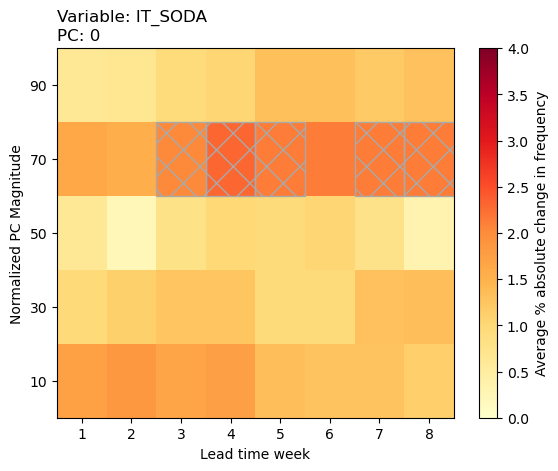 Variable: IT_SODA
PC: 0
90
70
50
30
10
Normalized PC Magnitude
1 2 3 4 5 6 7 8
Lead time week
4.0
3.5
3.0
2.5
2.0
1.5
1.0
0.5
0.0
Average % absolute change in frequency